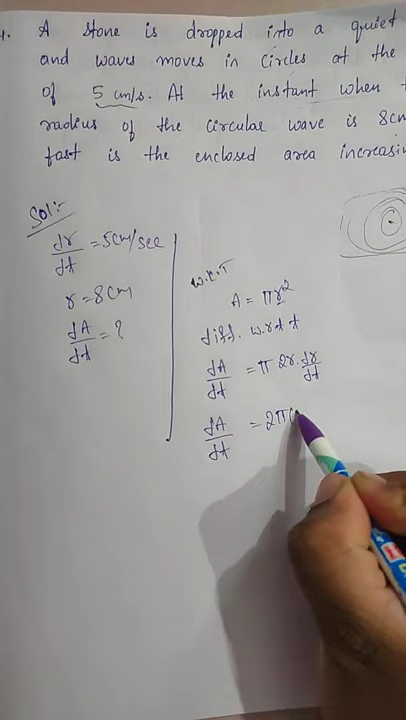 1. A stone is dropped into a quiet
and waves moves in circles at the
of 5 cm/s. At the instant when
radius of the circular wave is 8cm
fast is the enclosed area increasin
Sol:-
dr/dt = 5cm/sec
r = 8cm
dA/dt = ?
w.k.T
A = πr²
diff. w.r.t t
dA/dt = π 2r. dr/dt
dA/dt = 2π(